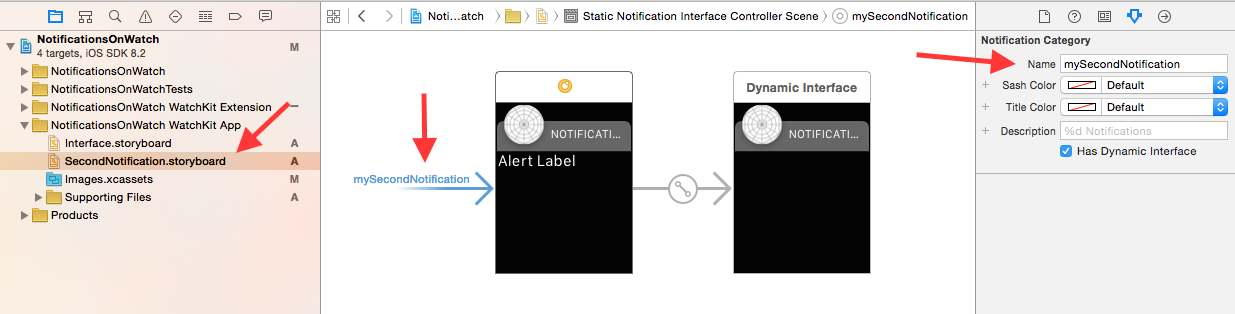 NotificationsOnWatch
M
4 targets, iOS SDK 8.2
NotificationsOnWatch
NotificationsOnWatchTests
NotificationsOnWatch WatchKit Extension
NotificationsOnWatch WatchKit App
Interface.storyboard A
SecondNotification.storyboard A
Images.xcassets M
Supporting Files A
Products
Noti...atch
Static Notification Interface Controller Scene
mySecondNotification
mySecondNotification
NOTIFICATI...
Alert Label
Dynamic Interface
NOTIFICATI...
Notification Category
Name mySecondNotification
Sash Color Default
Title Color Default
Description %d Notifications
Has Dynamic Interface